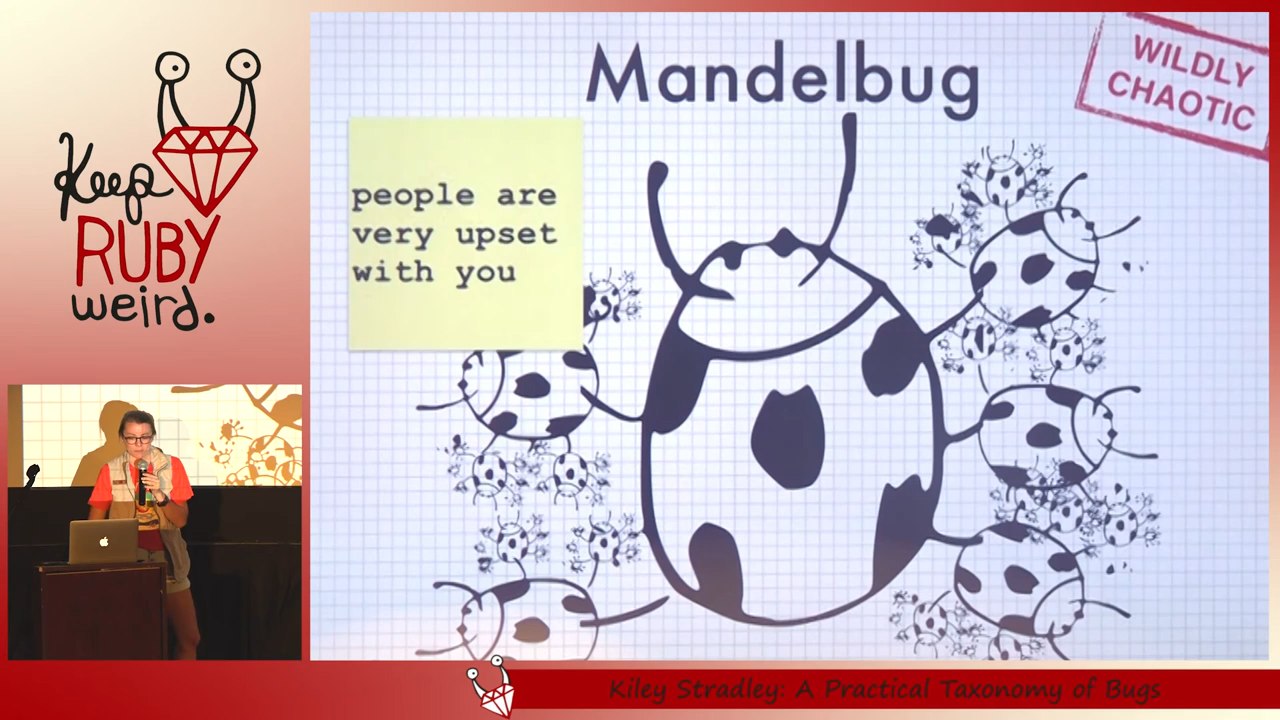 Keep
RUBY
weird.
Mandelbug
WILDLY
CHAOTIC
people are
very upset
with you
Kiley Stradley: A Practical Taxonomy of Bugs